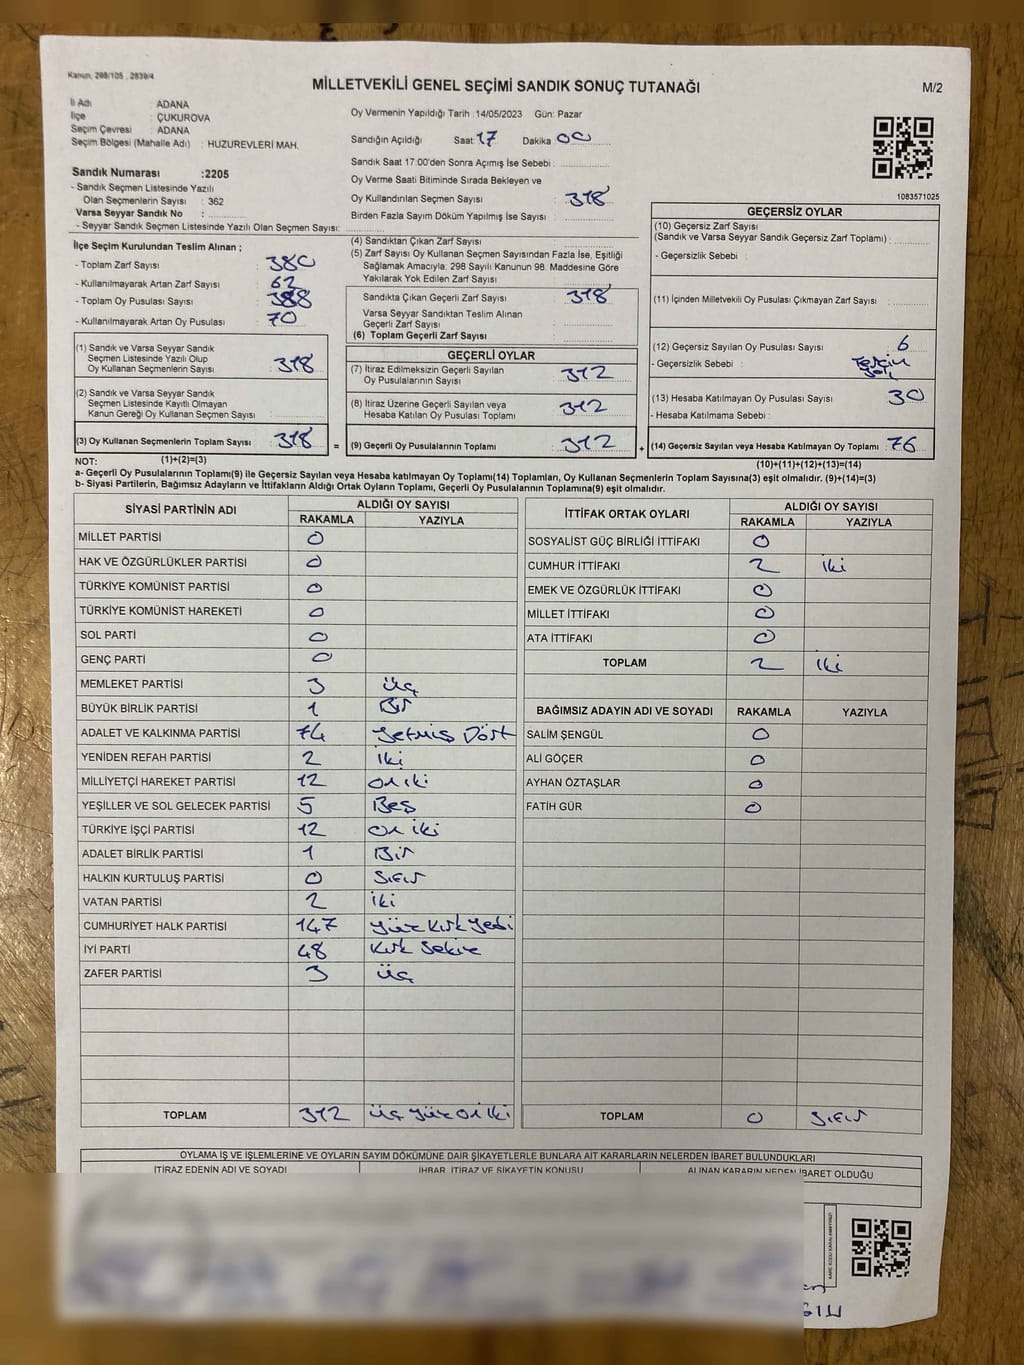 Kanun, 298/105 , 2839/4
MİLLETVEKİLİ GENEL SEÇİMİ SANDIK SONUÇ TUTANAĞI
M/2
İl Adı : ADANA
İlçe : ÇUKUROVA
Seçim Çevresi : ADANA
Seçim Bölgesi (Mahalle Adı) : HUZUREVLERİ MAH.
Sandık Numarası :2205
- Sandık Seçmen Listesinde Yazılı
Olan Seçmenlerin Sayısı : 362
Varsa Seyyar Sandık No :
- Seyyar Sandık Seçmen Listesinde Yazılı Olan Seçmen Sayısı:
Oy Vermenin Yapıldığı Tarih :14/05/2023 Gün: Pazar
Sandığın Açıldığı Saat: 17 Dakika 00
Sandık Saat 17:00'den Sonra Açımış İse Sebebi :
Oy Verme Saati Bitiminde Sırada Bekleyen ve
Oy Kullandırılan Seçmen Sayısı : 318
Birden Fazla Sayım Döküm Yapılmış İse Sayısı :
1083571025
İlçe Seçim Kurulundan Teslim Alınan ;
- Toplam Zarf Sayısı : 380
- Kullanılmayarak Artan Zarf Sayısı : 62
- Toplam Oy Pusulası Sayısı : 388
- Kullanılmayarak Artan Oy Pusulası : 70
(4) Sandıktan Çıkan Zarf Sayısı
(5) Zarf Sayısı Oy Kullanan Seçmen Sayısından Fazla İse, Eşitliği
Sağlamak Amacıyla: 298 Sayılı Kanunun 98. Maddesine Göre
Yakılarak Yok Edilen Zarf Sayısı
Sandıkta Çıkan Geçerli Zarf Sayısı : 318
Varsa Seyyar Sandıktan Teslim Alınan
Geçerli Zarf Sayısı
(6) Toplam Geçerli Zarf Sayısı
GEÇERSİZ OYLAR
(10) Geçersiz Zarf Sayısı
(Sandık ve Varsa Seyyar Sandık Geçersiz Zarf Toplamı) :
- Geçersizlik Sebebi :
(11) İçinden Milletvekili Oy Pusulası Çıkmayan Zarf Sayısı :
(12) Geçersiz Sayılan Oy Pusulası Sayısı : 6
- Geçersizlik Sebebi :
(13) Hesaba Katılmayan Oy Pusulası Sayısı : 30
- Hesaba Katılmama Sebebi :
(1) Sandık ve Varsa Seyyar Sandık
Seçmen Listesinde Yazılı Olup
Oy Kullanan Seçmenlerin Sayısı : 318
(2) Sandık ve Varsa Seyyar Sandık
Seçmen Listesinde Kayıtlı Olmayan
Kanun Gereği Oy Kullanan Seçmen Sayısı :
(3) Oy Kullanan Seçmenlerin Toplam Sayısı : 318 =
GEÇERLİ OYLAR
(7) İtiraz Edilmeksizin Geçerli Sayılan
Oy Pusulalarının Sayısı : 312
(8) İtiraz Üzerine Geçerli Sayılan veya
Hesaba Katılan Oy Pusulası Toplamı : 312
(9) Geçerli Oy Pusulalarının Toplamı : 312 +
(14) Geçersiz Sayılan veya Hesaba Katılmayan Oy Toplamı : 76
NOT: (1)+(2)=(3)
(10)+(11)+(12)+(13)=(14)
a- Geçerli Oy Pusulalarının Toplamı(9) ile Geçersiz Sayılan veya Hesaba katılmayan Oy Toplamı(14) Toplamları, Oy Kullanan Seçmenlerin Toplam Sayısına(3) eşit olmalıdır. (9)+(14)=(3)
b- Siyasi Partilerin, Bağımsız Adayların ve İttifakların Aldığı Ortak Oyların Toplamı, Geçerli Oy Pusulalarının Toplamına(9) eşit olmalıdır.
SİYASİ PARTİNİN ADI ALDIĞI OY SAYISI
RAKAMLA YAZIYLA
MİLLET PARTİSİ 0
HAK VE ÖZGÜRLÜKLER PARTİSİ 0
TÜRKİYE KOMÜNİST PARTİSİ 0
TÜRKİYE KOMÜNİST HAREKETİ 0
SOL PARTİ 0
GENÇ PARTİ 0
MEMLEKET PARTİSİ 3 üç
BÜYÜK BİRLİK PARTİSİ 1 Bir
ADALET VE KALKINMA PARTİSİ 74 Yetmiş Dört
YENİDEN REFAH PARTİSİ 2 iki
MİLLİYETÇİ HAREKET PARTİSİ 12 on iki
YEŞİLLER VE SOL GELECEK PARTİSİ 5 Beş
TÜRKİYE İŞÇİ PARTİSİ 12 on iki
ADALET BİRLİK PARTİSİ 1 Bir
HALKIN KURTULUŞ PARTİSİ 0 Sıfır
VATAN PARTİSİ 2 iki
CUMHURİYET HALK PARTİSİ 147 yüz kırk yedi
İYİ PARTİ 48 Kırk Sekiz
ZAFER PARTİSİ 3 üç
TOPLAM 312 üç yüz on iki
İTTİFAK ORTAK OYLARI ALDIĞI OY SAYISI
RAKAMLA YAZIYLA
SOSYALİST GÜÇ BİRLİĞİ İTTİFAKI 0
CUMHUR İTTİFAKI 2 iki
EMEK VE ÖZGÜRLÜK İTTİFAKI 0
MİLLET İTTİFAKI 0
ATA İTTİFAKI 0
TOPLAM 2 iki
BAĞIMSIZ ADAYIN ADI VE SOYADI RAKAMLA YAZIYLA
SALİM ŞENGÜL 0
ALİ GÖÇER 0
AYHAN ÖZTAŞLAR 0
FATİH GÜR 0
TOPLAM 0 Sıfır
OYLAMA İŞ VE İŞLEMLERİNE VE OYLARIN SAYIM DÖKÜMÜNE DAİR ŞİKAYETLERLE BUNLARA AİT KARARLARIN NELERDEN İBARET BULUNDUKLARI
İTİRAZ EDENİN ADI VE SOYADI İHBAR, İTİRAZ VE ŞİKAYETİN KONUSU ALINAN KARARIN NEDEN İBARET OLDUĞU